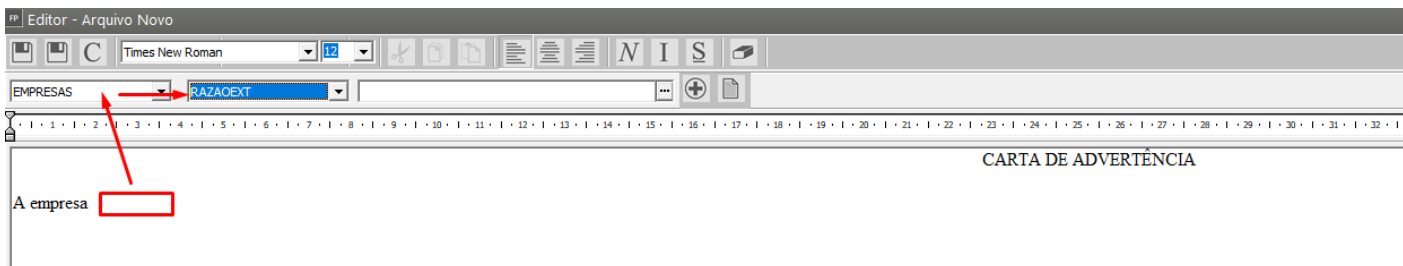 FP Editor - Arquivo Novo
C Times New Roman 12 N I S
EMPRESAS RAZAOEXT ...
1 2 3 4 5 6 7 8 9 10 11 12 13 14 15 16 17 18 19 20 21 22 23 24 25 26 27 28 29 30 31 32
CARTA DE ADVERTÊNCIA
A empresa